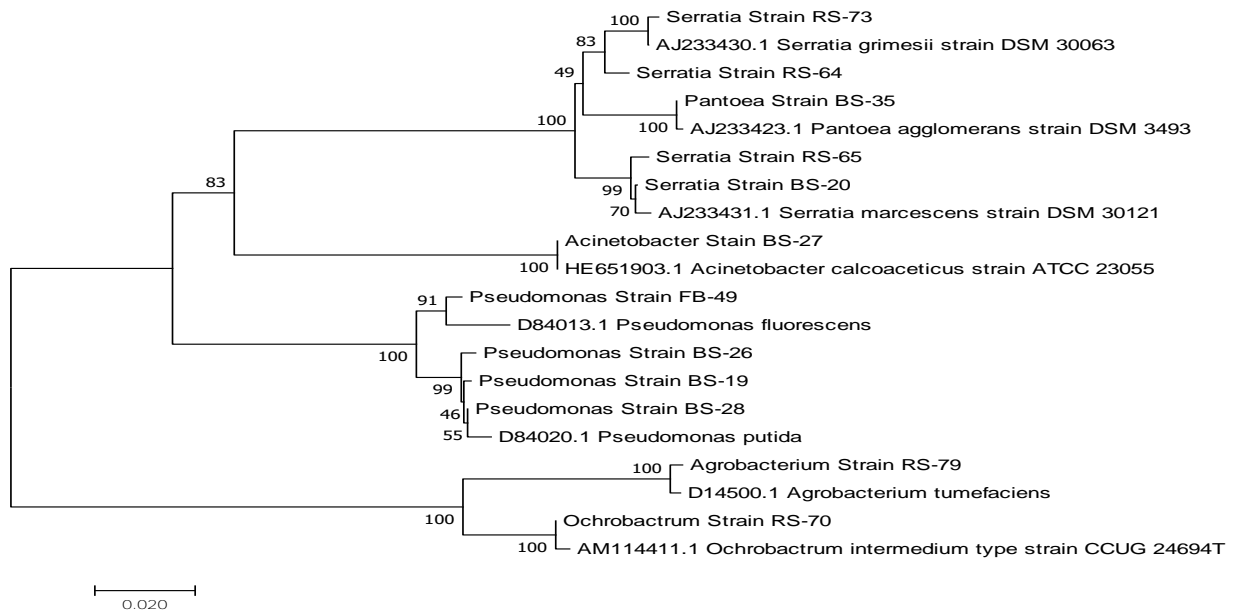 100
Serratia Strain RS-73
83
AJ233430.1 Serratia grimesii strain DSM 30063
49
Serratia Strain RS-64
Pantoea Strain BS-35
100
100
AJ233423.1 Pantoea agglomerans strain DSM 3493
Serratia Strain RS-65
83
99
Serratia Strain BS-20
70
AJ233431.1 Serratia marcescens strain DSM 30121
Acinetobacter Stain BS-27
100
HE651903.1 Acinetobacter calcoaceticus strain ATCC 23055
91
Pseudomonas Strain FB-49
D84013.1 Pseudomonas fluorescens
100
Pseudomonas Strain BS-26
99
Pseudomonas Strain BS-19
46
Pseudomonas Strain BS-28
55
D84020.1 Pseudomonas putida
100
Agrobacterium Strain RS-79
D14500.1 Agrobacterium tumefaciens
100
Ochrobactrum Strain RS-70
100
AM114411.1 Ochrobactrum intermedium type strain CCUG 24694T
0.020